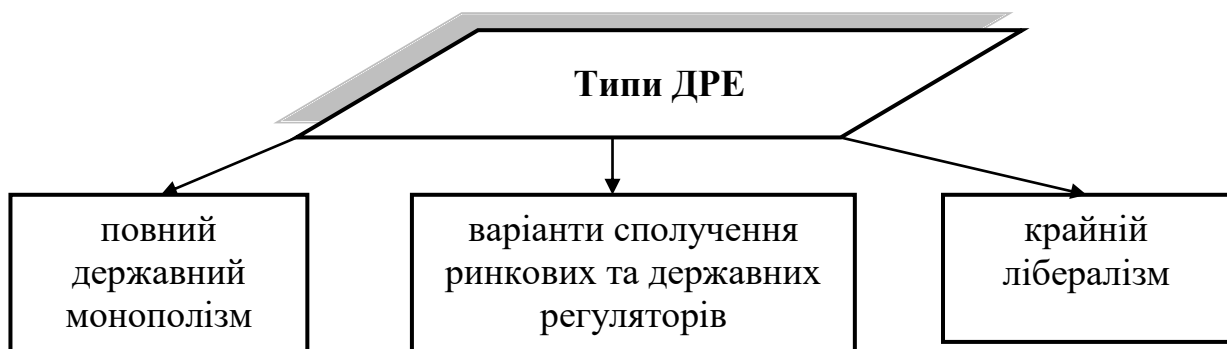 Типи ДРЕ
повний
державний
монополізм
варіанти сполучення
ринкових та державних
регуляторів
крайній
лібералізм